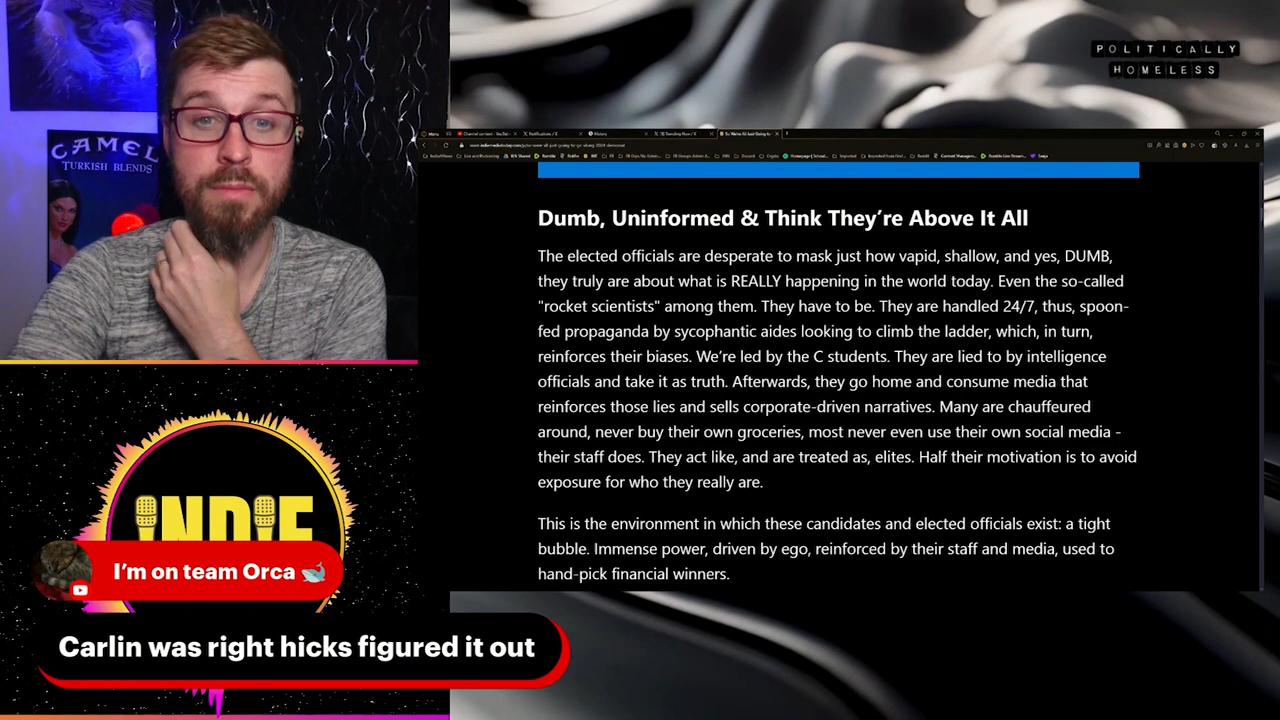 POLITICALLY
HOMELESS
CAMEL
TURKISH BLENDS
Menu
Notifications / X
History
Trending Now / X
Dumb, Uninformed & Think They’re Above It All
The elected officials are desperate to mask just how vapid, shallow, and yes, DUMB,
they truly are about what is REALLY happening in the world today. Even the so-called
"rocket scientists" among them. They have to be. They are handled 24/7, thus, spoon-
fed propaganda by sycophantic aides looking to climb the ladder, which, in turn,
reinforces their biases. We’re led by the C students. They are lied to by intelligence
officials and take it as truth. Afterwards, they go home and consume media that
reinforces those lies and sells corporate-driven narratives. Many are chauffeured
around, never buy their own groceries, most never even use their own social media -
their staff does. They act like, and are treated as, elites. Half their motivation is to avoid
exposure for who they really are.
This is the environment in which these candidates and elected officials exist: a tight
bubble. Immense power, driven by ego, reinforced by their staff and media, used to
hand-pick financial winners.
INDIE
I’m on team Orca 🐋
Carlin was right hicks figured it out